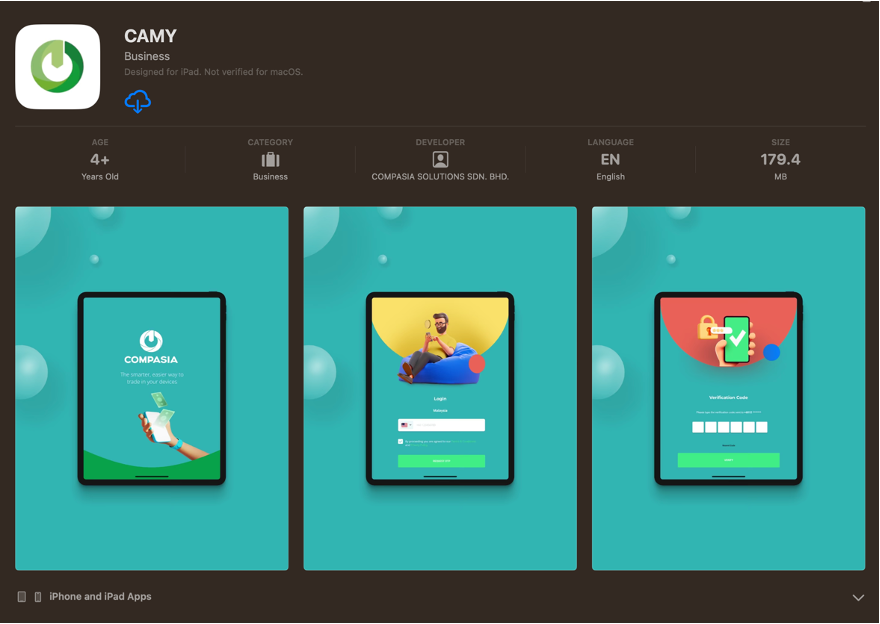 CAMY
Business
Designed for iPad. Not verified for macOS.
AGE
4+
Years Old
CATEGORY
Business
DEVELOPER
COMPASIA SOLUTIONS SDN. BHD.
LANGUAGE
EN
English
SIZE
179.4
MB
COMPASIA
The smarter, easier way to
trade in your devices
Login
Welcome
Verification Code
iPhone and iPad Apps